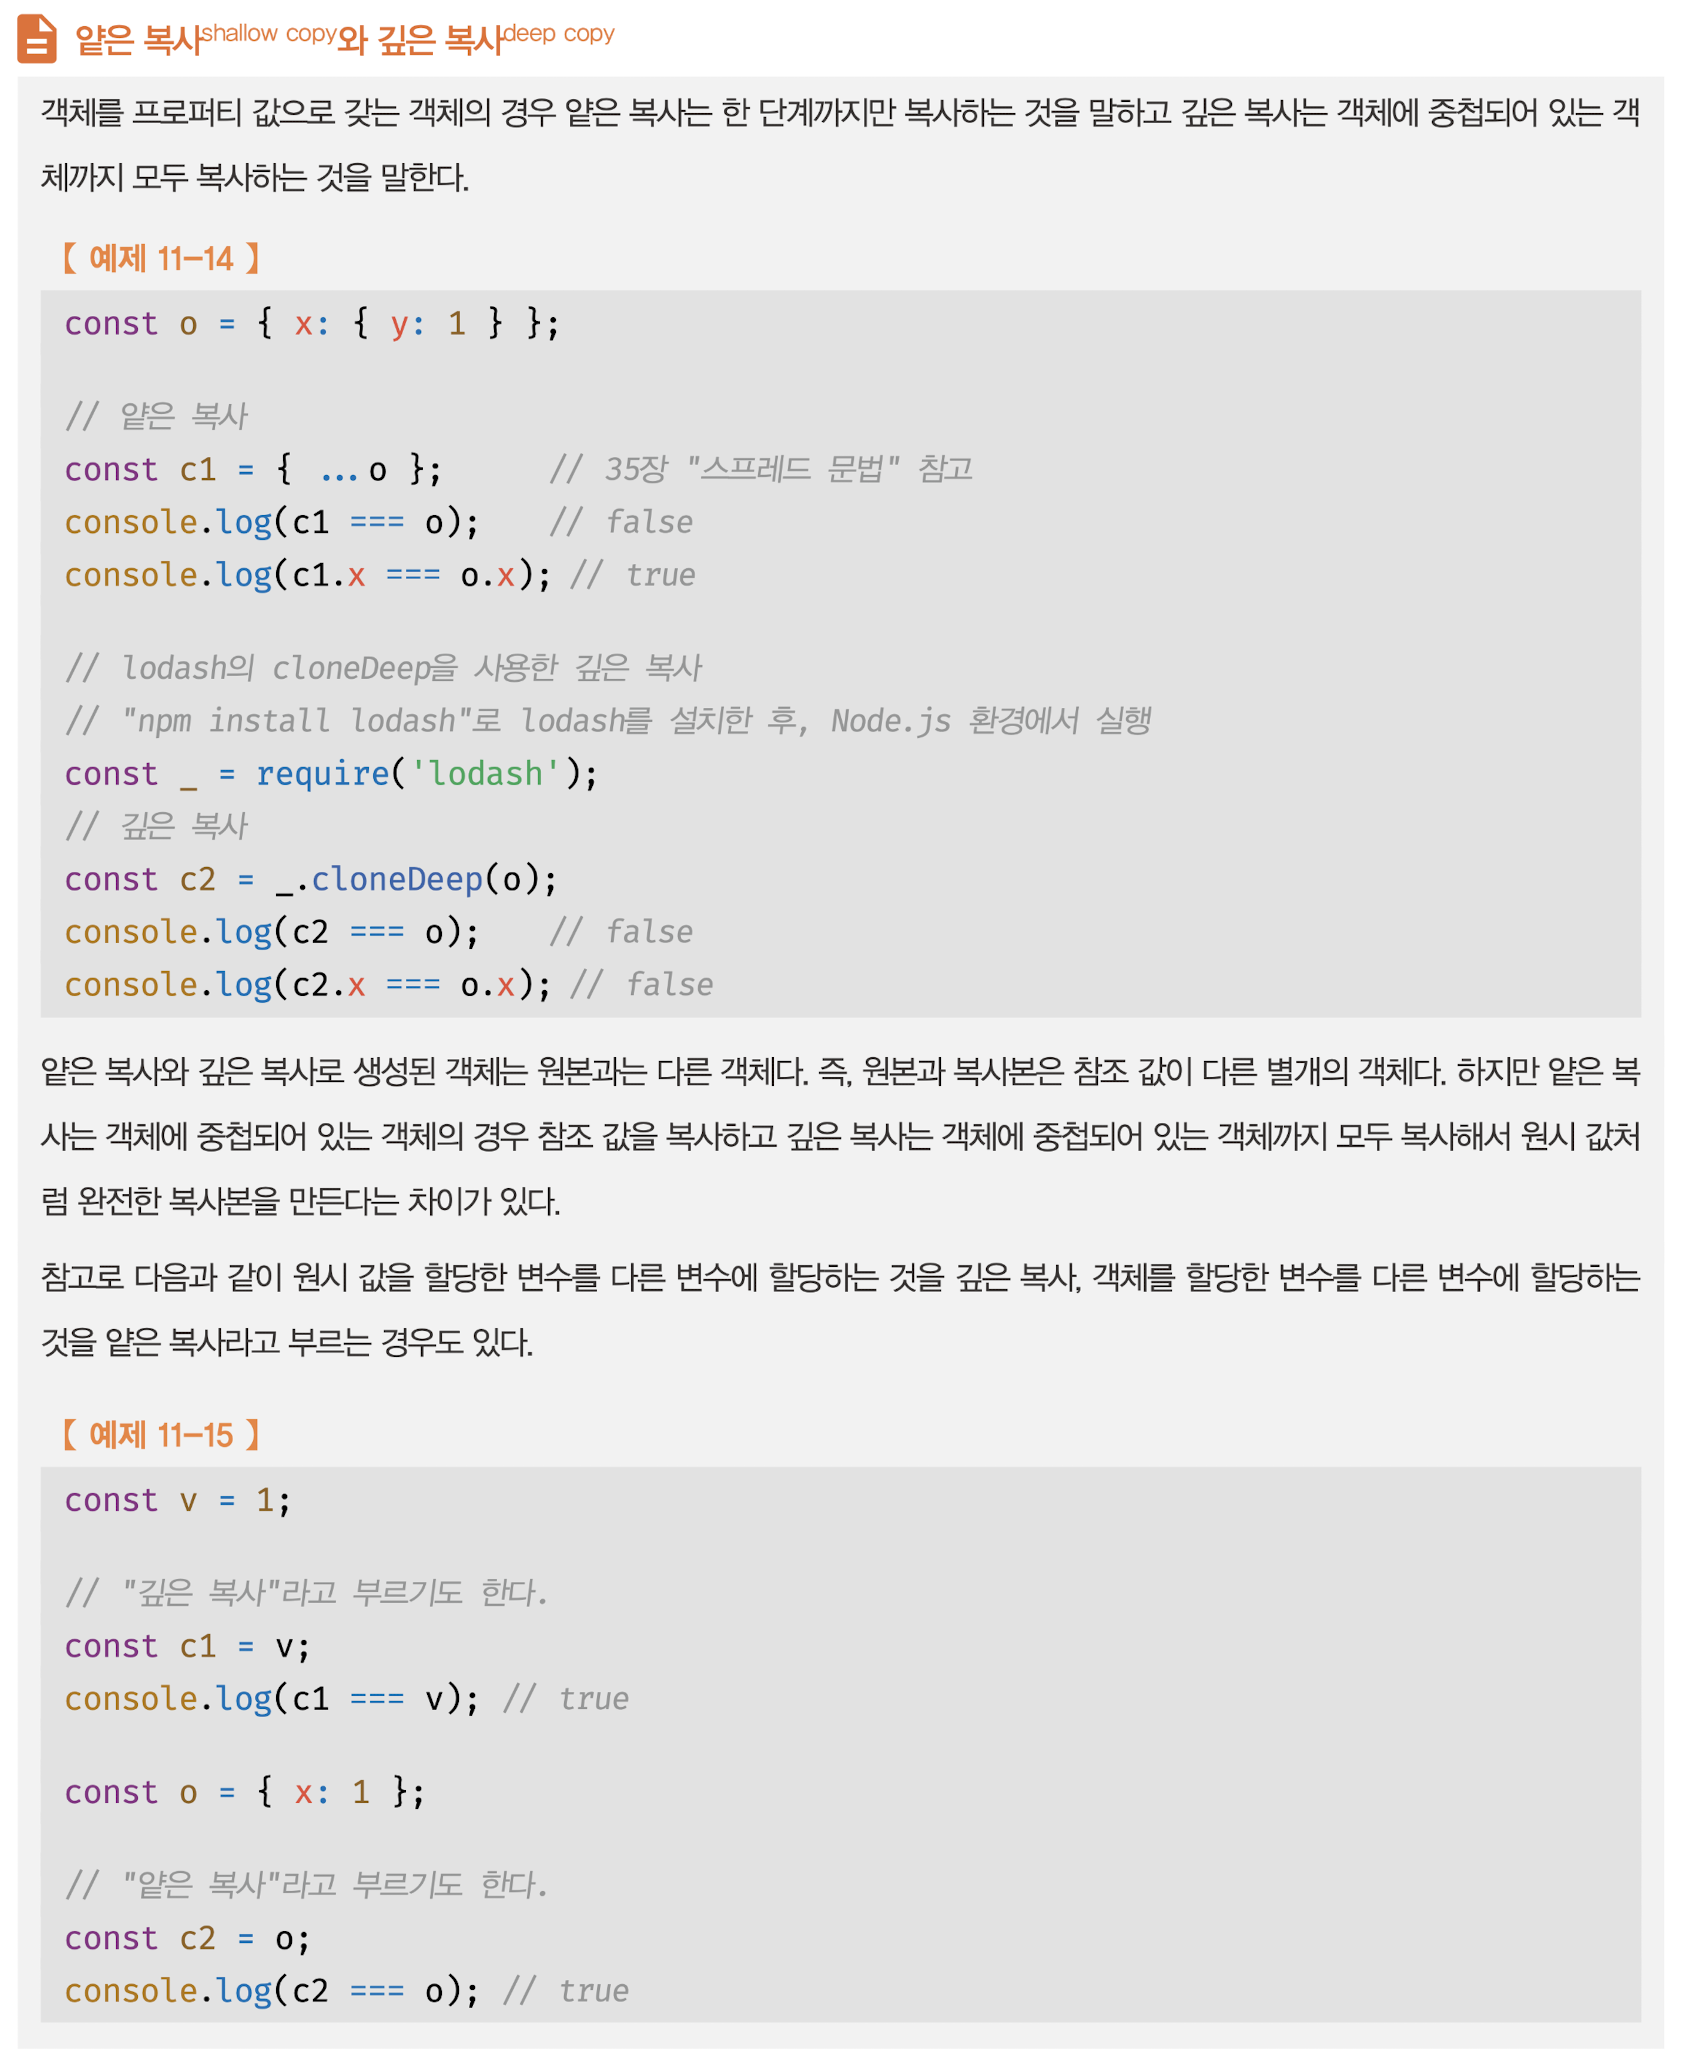 얕은 복사shallow copy와 깊은 복사deep copy
객체를 프로퍼티 값으로 갖는 객체의 경우 얕은 복사는 한 단계까지만 복사하는 것을 말하고 깊은 복사는 객체에 중첩되어 있는 객
체까지 모두 복사하는 것을 말한다.
【 예제 11-14 】
const o = { x: { y: 1 } };
// 얕은 복사
const c1 = { ...o };      // 35장 "스프레드 문법" 참고
console.log(c1 === o);    // false
console.log(c1.x === o.x); // true
// lodash의 cloneDeep을 사용한 깊은 복사
// "npm install lodash"로 lodash를 설치한 후, Node.js 환경에서 실행
const _ = require('lodash');
// 깊은 복사
const c2 = _.cloneDeep(o);
console.log(c2 === o);    // false
console.log(c2.x === o.x); // false
얕은 복사와 깊은 복사로 생성된 객체는 원본과는 다른 객체다. 즉, 원본과 복사본은 참조 값이 다른 별개의 객체다. 하지만 얕은 복
사는 객체에 중첩되어 있는 객체의 경우 참조 값을 복사하고 깊은 복사는 객체에 중첩되어 있는 객체까지 모두 복사해서 원시 값처
럼 완전한 복사본을 만든다는 차이가 있다.
참고로 다음과 같이 원시 값을 할당한 변수를 다른 변수에 할당하는 것을 깊은 복사, 객체를 할당한 변수를 다른 변수에 할당하는
것을 얕은 복사라고 부르는 경우도 있다.
【 예제 11-15 】
const v = 1;
// "깊은 복사"라고 부르기도 한다.
const c1 = v;
console.log(c1 === v); // true
const o = { x: 1 };
// "얕은 복사"라고 부르기도 한다.
const c2 = o;
console.log(c2 === o); // true